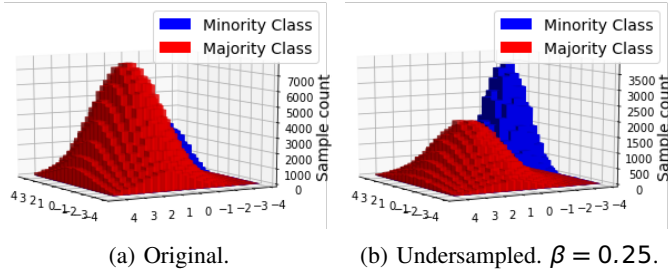 Minority Class
Majority Class
7000
6000
5000
4000
3000
2000
1000
0
Sample count
4 3 2 1 0 −1 −2 −3 −4
4 3 2 1 0 −1 −2 −3 −4
(a) Original.
Minority Class
Majority Class
3500
3000
2500
2000
1500
1000
500
0
Sample count
4 3 2 1 0 −1 −2 −3 −4
4 3 2 1 0 −1 −2 −3 −4
(b) Undersampled. β = 0.25.